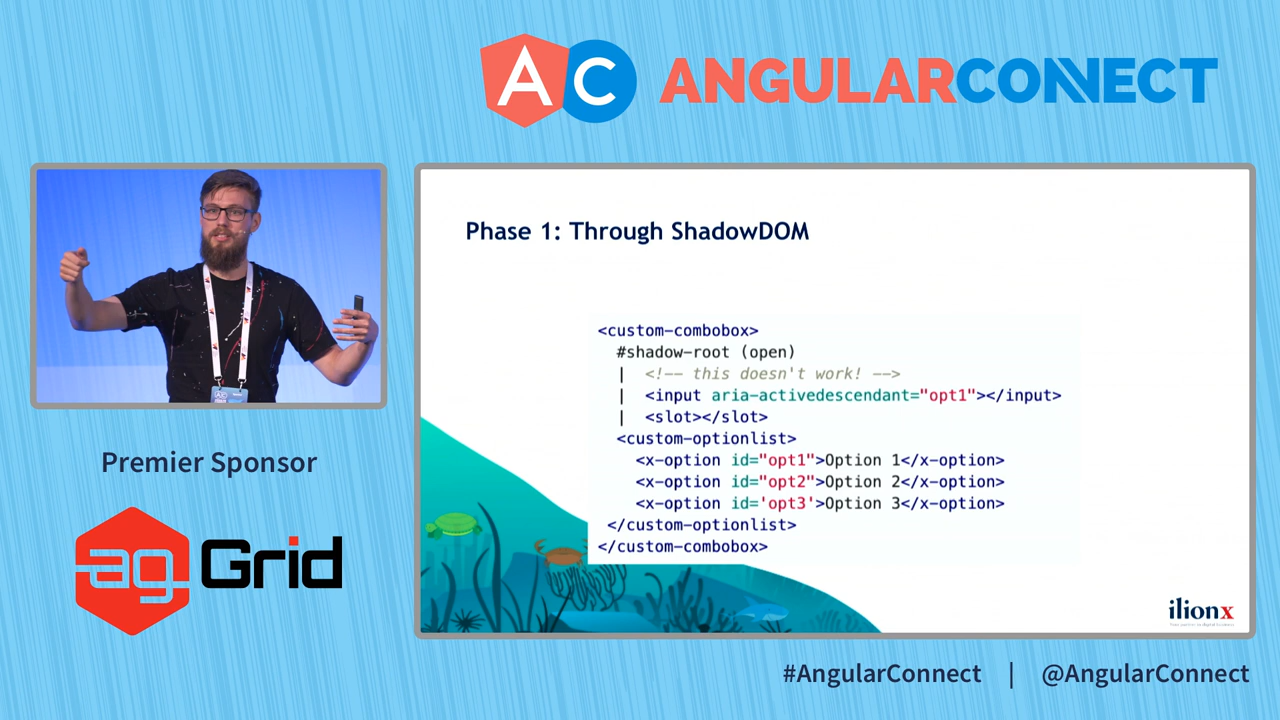 AC ANGULARCONNECT
Phase 1: Through ShadowDOM
<custom-combobox>
#shadow-root (open)
| <!-- this doesn't work! -->
| <input aria-activedescendant="opt1"></input>
| <slot></slot>
<custom-optionlist>
<x-option id="opt1">Option 1</x-option>
<x-option id="opt2">Option 2</x-option>
<x-option id='opt3'>Option 3</x-option>
</custom-optionlist>
</custom-combobox>
ilionx
Premier Sponsor
ag Grid
#AngularConnect | @AngularConnect